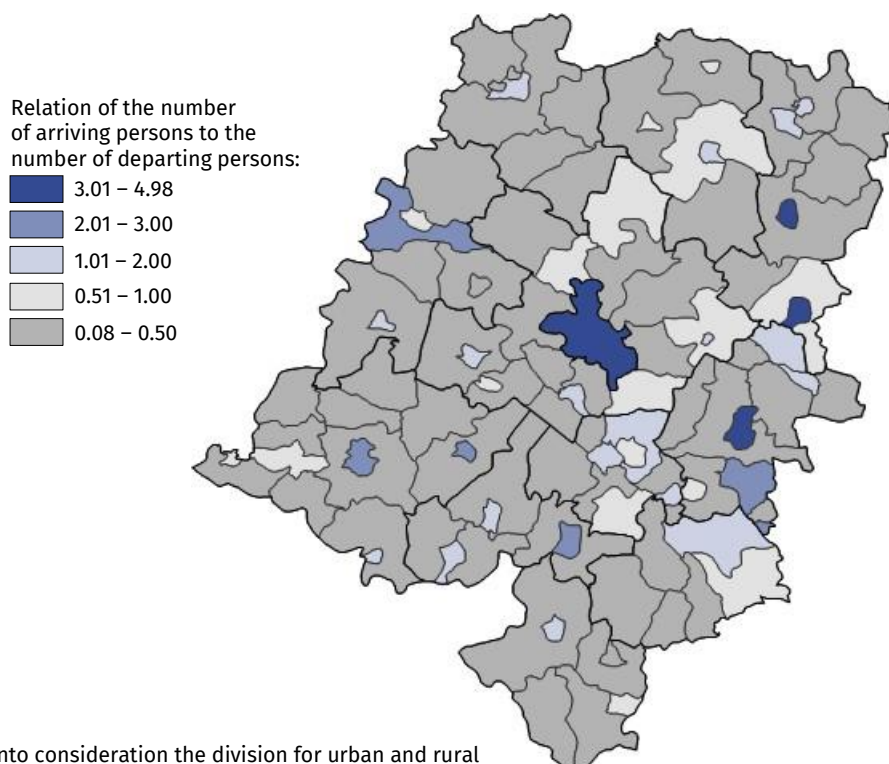 Relation of the number
of arriving persons to the
number of departing persons:
3.01 – 4.98
2.01 – 3.00
1.01 – 2.00
0.51 – 1.00
0.08 – 0.50
nto consideration the division for urban and rural